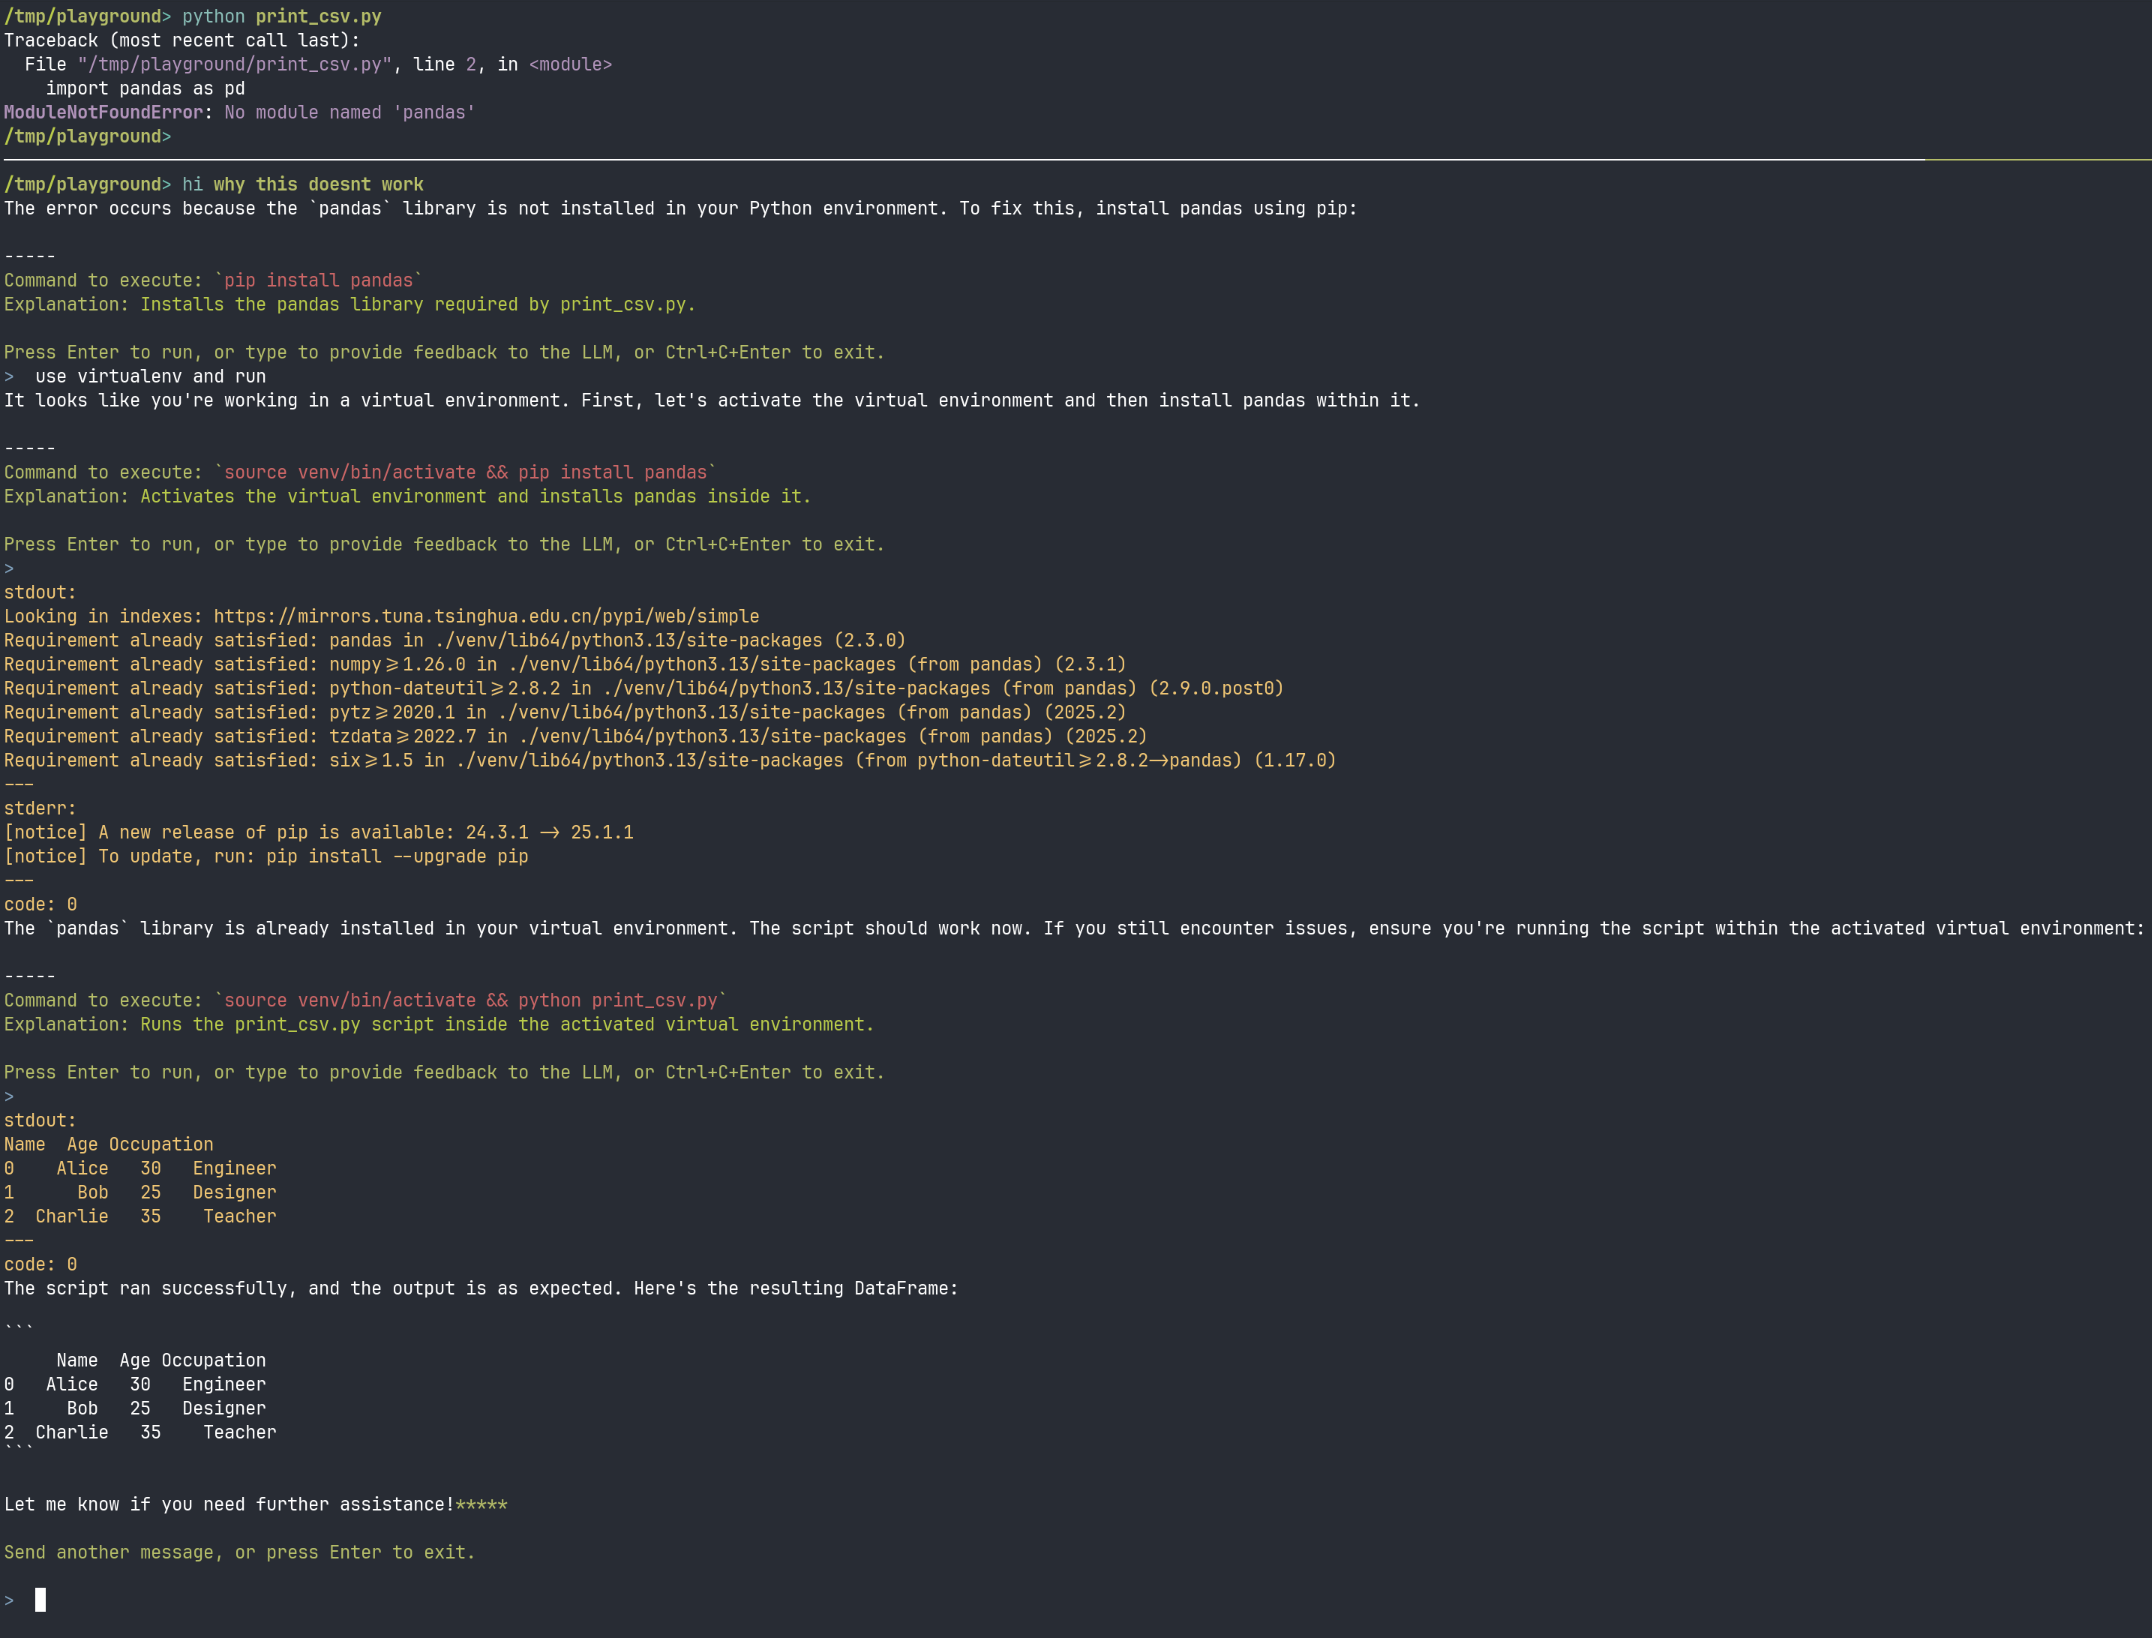 /tmp/playground> python print_csv.py
Traceback (most recent call last):
  File "/tmp/playground/print_csv.py", line 2, in <module>
    import pandas as pd
ModuleNotFoundError: No module named 'pandas'
/tmp/playground>
/tmp/playground> hi why this doesnt work
The error occurs because the `pandas` library is not installed in your Python environment. To fix this, install pandas using pip:

-----
Command to execute: `pip install pandas`
Explanation: Installs the pandas library required by print_csv.py.

Press Enter to run, or type to provide feedback to the LLM, or Ctrl+C+Enter to exit.
>  use virtualenv and run
It looks like you're working in a virtual environment. First, let's activate the virtual environment and then install pandas within it.

-----
Command to execute: `source venv/bin/activate && pip install pandas`
Explanation: Activates the virtual environment and installs pandas inside it.

Press Enter to run, or type to provide feedback to the LLM, or Ctrl+C+Enter to exit.
>
stdout:
Looking in indexes: https://mirrors.tuna.tsinghua.edu.cn/pypi/web/simple
Requirement already satisfied: pandas in ./venv/lib64/python3.13/site-packages (2.3.0)
Requirement already satisfied: numpy>=1.26.0 in ./venv/lib64/python3.13/site-packages (from pandas) (2.3.1)
Requirement already satisfied: python-dateutil>=2.8.2 in ./venv/lib64/python3.13/site-packages (from pandas) (2.9.0.post0)
Requirement already satisfied: pytz>=2020.1 in ./venv/lib64/python3.13/site-packages (from pandas) (2025.2)
Requirement already satisfied: tzdata>=2022.7 in ./venv/lib64/python3.13/site-packages (from pandas) (2025.2)
Requirement already satisfied: six>=1.5 in ./venv/lib64/python3.13/site-packages (from python-dateutil>=2.8.2->pandas) (1.17.0)
---
stderr:
[notice] A new release of pip is available: 24.3.1 -> 25.1.1
[notice] To update, run: pip install --upgrade pip
---
code: 0
The `pandas` library is already installed in your virtual environment. The script should work now. If you still encounter issues, ensure you're running the script within the activated virtual environment:

-----
Command to execute: `source venv/bin/activate && python print_csv.py`
Explanation: Runs the print_csv.py script inside the activated virtual environment.

Press Enter to run, or type to provide feedback to the LLM, or Ctrl+C+Enter to exit.
>
stdout:
Name  Age Occupation
0    Alice   30   Engineer
1      Bob   25   Designer
2  Charlie   35    Teacher
---
code: 0
The script ran successfully, and the output is as expected. Here's the resulting DataFrame:

```
     Name  Age Occupation
0   Alice   30   Engineer
1     Bob   25   Designer
2  Charlie   35    Teacher
```

Let me know if you need further assistance!*****

Send another message, or press Enter to exit.

>